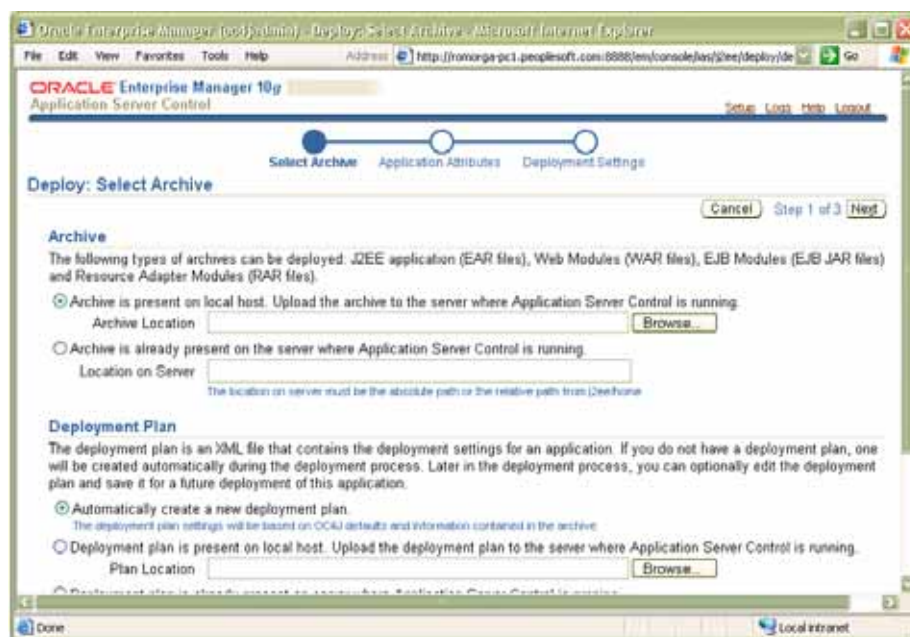 Oracle Enterprise Manager (oc4jadmin) - Deploy: Select Archive - Microsoft Internet Explorer
File Edit View Favorites Tools Help Address http://romorga-pc1.peoplesoft.com:8888/em/console/ias/j2ee/deploy/de Go
ORACLE Enterprise Manager 10g
Application Server Control
Setup Logs Help Logout
Select Archive Application Attributes Deployment Settings
Deploy: Select Archive
Cancel Step 1 of 3 Next
Archive
The following types of archives can be deployed: J2EE application (EAR files), Web Modules (WAR files), EJB Modules (EJB JAR files)
and Resource Adapter Modules (RAR files).
Archive is present on local host. Upload the archive to the server where Application Server Control is running.
Archive Location Browse...
Archive is already present on the server where Application Server Control is running.
Location on Server
The location on server must be the absolute path or the relative path from j2ee/home
Deployment Plan
The deployment plan is an XML file that contains the deployment settings for an application. If you do not have a deployment plan, one
will be created automatically during the deployment process. Later in the deployment process, you can optionally edit the deployment
plan and save it for a future deployment of this application.
Automatically create a new deployment plan.
The deployment plan settings will be based on OC4J defaults and information contained in the archive
Deployment plan is present on local host. Upload the deployment plan to the server where Application Server Control is running.
Plan Location Browse...
Done Local intranet